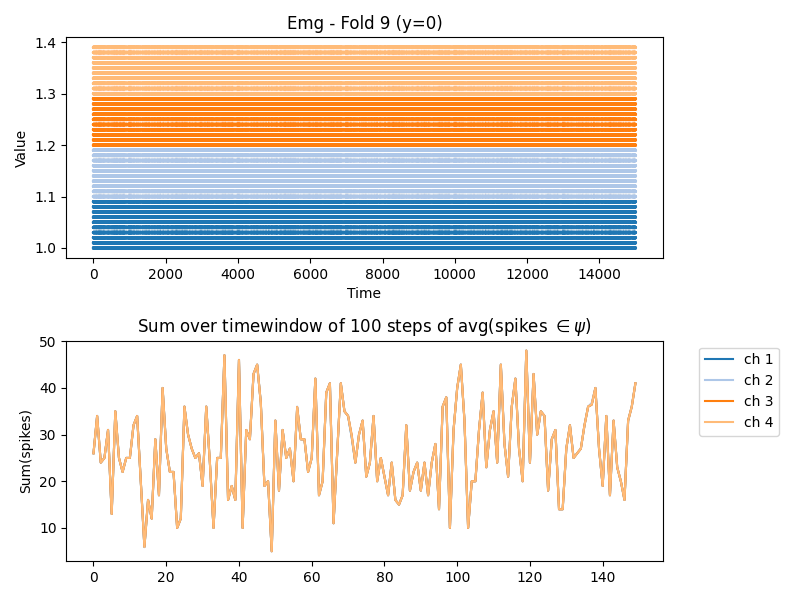 Emg - Fold 9 (y=0)
1.4
1.3
1.2
1.1
1.0
Value
0 2000 4000 6000 8000 10000 12000 14000
Time
Sum over timewindow of 100 steps of avg(spikes ∈ ψ)
50
40
30
20
10
Sum(spikes)
0 20 40 60 80 100 120 140
ch 1
ch 2
ch 3
ch 4